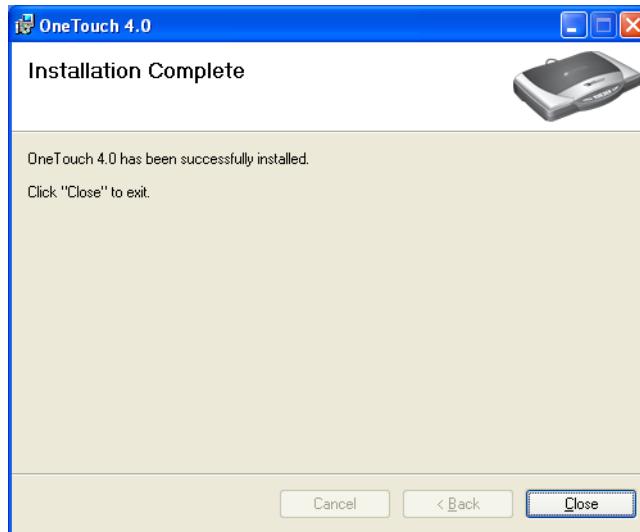 OneTouch 4.0
Installation Complete
OneTouch 4.0 has been successfully installed.
Click "Close" to exit.
Cancel
< Back
Close